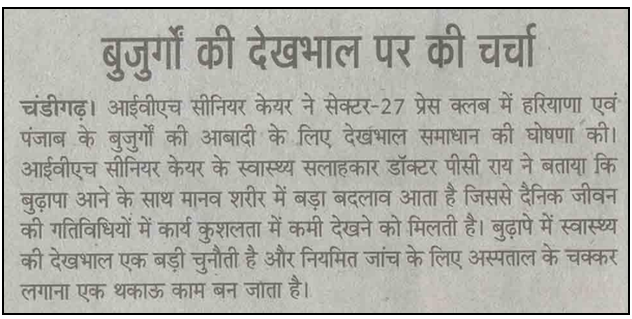 बुजुर्गों की देखभाल पर की चर्चा
चंडीगढ़। आईवीएच सीनियर केयर ने सेक्टर-27 प्रेस क्लब में हरियाणा एवं
पंजाब के बुजुर्गों की आबादी के लिए देखभाल समाधान की घोषणा की।
आईवीएच सीनियर केयर के स्वास्थ्य सलाहकार डॉक्टर पीसी राय ने बताया कि
बुढ़ापा आने के साथ मानव शरीर में बड़ा बदलाव आता है जिससे दैनिक जीवन
की गतिविधियों में कार्य कुशलता में कमी देखने को मिलती है। बुढ़ापे में स्वास्थ्य
की देखभाल एक बड़ी चुनौती है और नियमित जांच के लिए अस्पताल के चक्कर
लगाना एक थकाऊ काम बन जाता है।